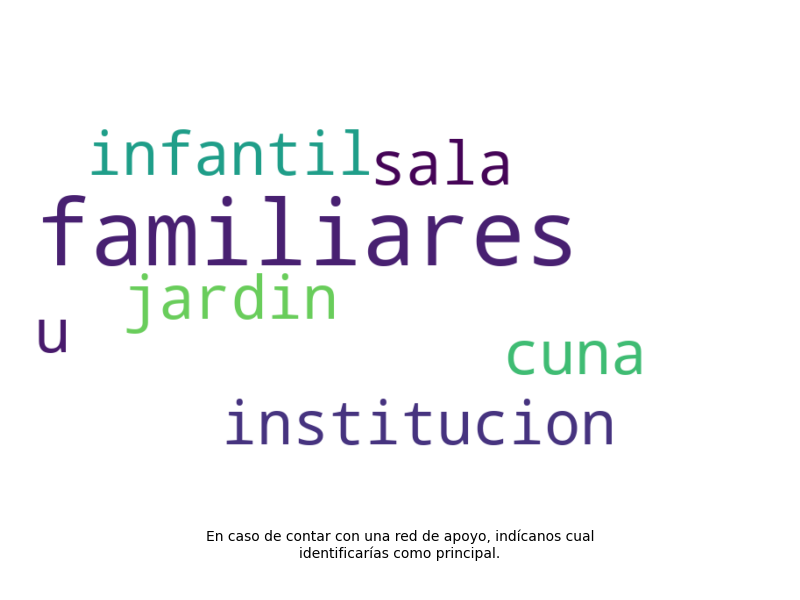 infantil sala
familiares
jardin
u
cuna
institucion
En caso de contar con una red de apoyo, indícanos cual
identificarías como principal.